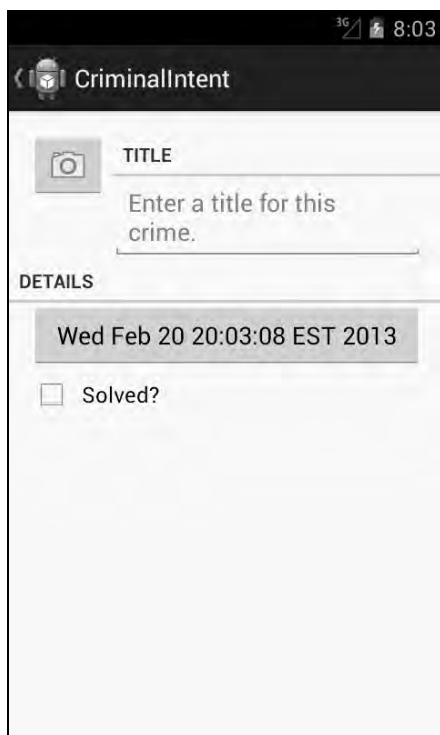 3G 8:03
CriminalIntent
TITLE
Enter a title for this
crime.
DETAILS
Wed Feb 20 20:03:08 EST 2013
Solved?